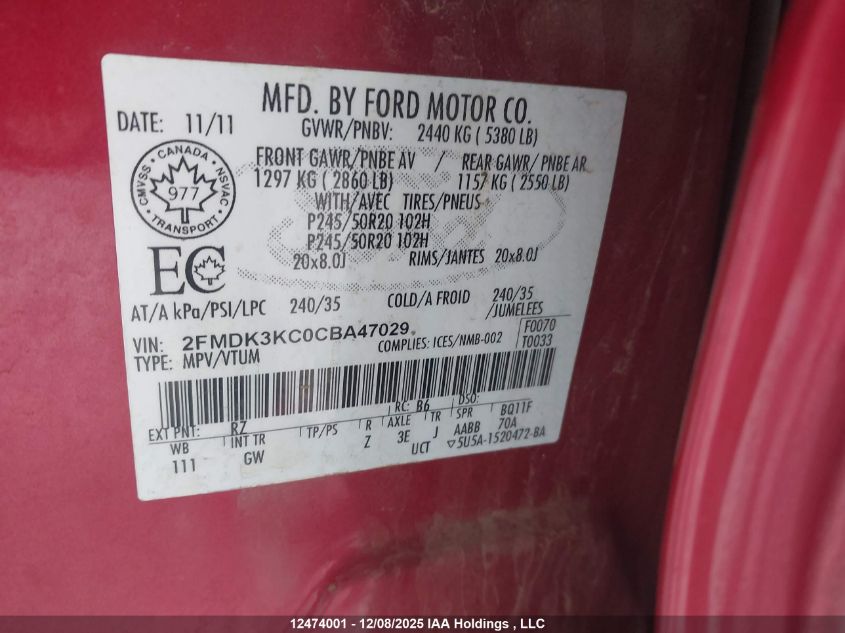 MFD. BY FORD MOTOR CO.
DATE: 11/11
GVWR/PNBV: 2440 KG ( 5380 LB)
FRONT GAWR/PNBE AV / REAR GAWR/ PNBE AR
1297 KG ( 2860 LB) 1157 KG ( 2550 LB)
WITH/AVEC TIRES/PNEUS
P245/50R20 102H
P245/50R20 102H
20x8.0J RIMS/JANTES 20x8.0J
CMVSS · CANADA · NSVAC
977
TRANSPORT
EC
AT/A kPa/PSI/LPC 240/35 COLD/A FROID 240/35
/JUMELEES
VIN: 2FMDK3KC0CBA47029
COMPLIES: ICES/NMB-002
F0070
T0033
TYPE: MPV/VTUM
EXT PNT: RZ RC: B6 DSO:
WB INT TR TP/PS R AXLE TR SPR BQ11F
111 GW Z 3E J AABB 70A
UCT ▽5U5A-1520472-BA
12474001 - 12/08/2025 IAA Holdings , LLC